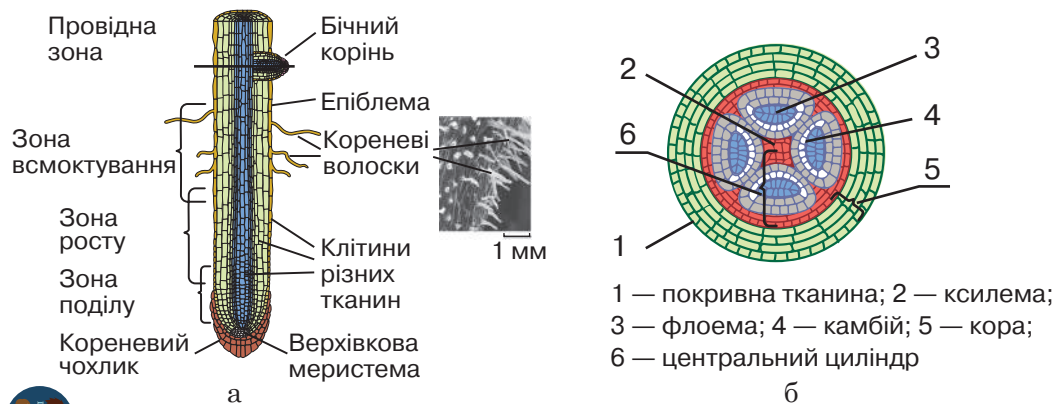 Провідна
зона
Бічний
корінь
Епіблема
Кореневі
волоски
Зона
всмоктування
Зона
росту
Клітини
різних
тканин
Зона
поділу
Кореневий
чохлик
Верхівкова
меристема
1 мм
а
2
3
4
6
5
1
1 — покривна тканина; 2 — ксилема;
3 — флоема; 4 — камбій; 5 — кора;
6 — центральний циліндр
б